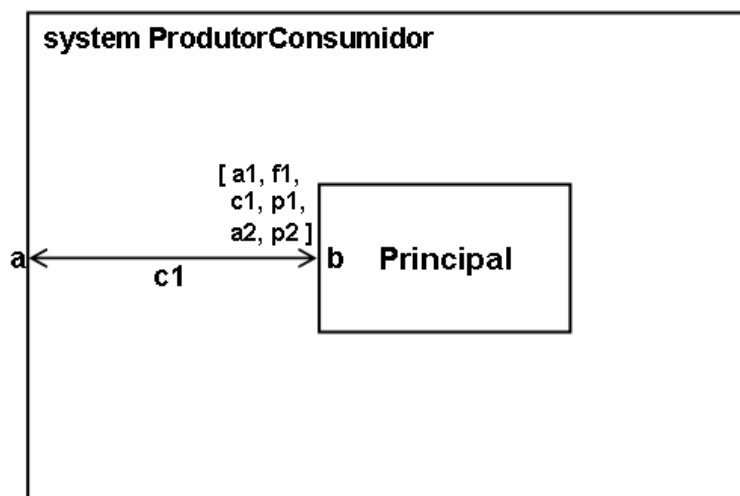 system ProdutorConsumidor
[ a1, f1,
c1, p1,
a2, p2 ]
a
b
Principal
c1